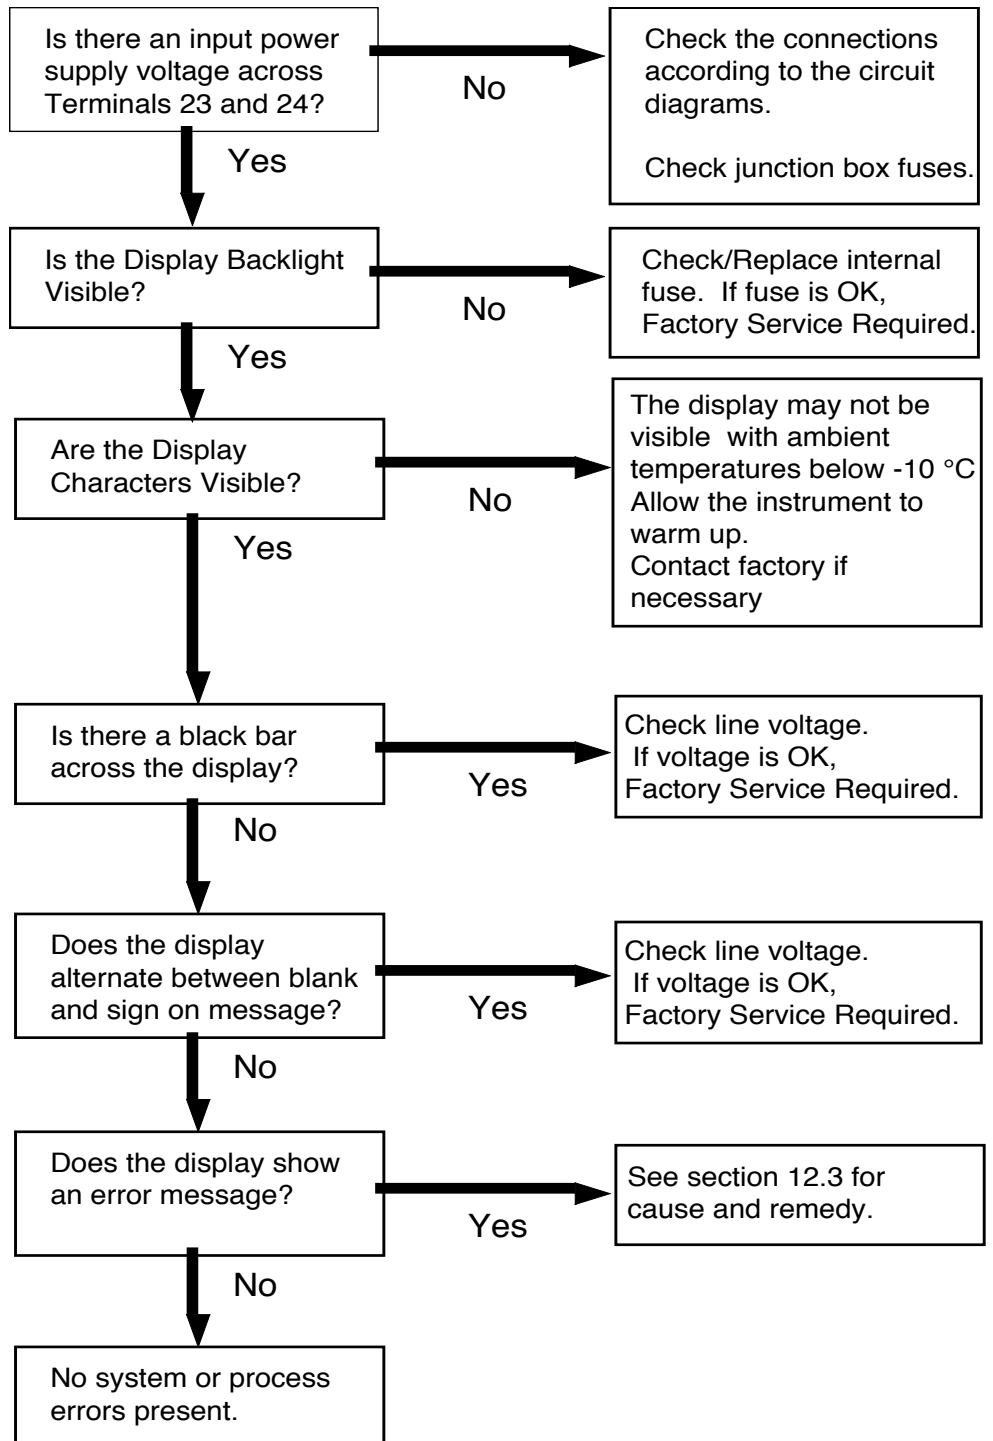 Is there an input power
supply voltage across
Terminals 23 and 24?
No
Check the connections
according to the circuit
diagrams.
Check junction box fuses.
Yes
Is the Display Backlight
Visible?
No
Check/Replace internal
fuse.  If fuse is OK,
Factory Service Required.
Yes
Are the Display
Characters Visible?
No
The display may not be
visible  with ambient
temperatures below -10 °C
Allow the instrument to
warm up.
Contact factory if
necessary
Yes
Is there a black bar
across the display?
Yes
Check line voltage.
If voltage is OK,
Factory Service Required.
No
Does the display
alternate between blank
and sign on message?
Yes
Check line voltage.
If voltage is OK,
Factory Service Required.
No
Does the display show
an error message?
Yes
See section 12.3 for
cause and remedy.
No
No system or process
errors present.